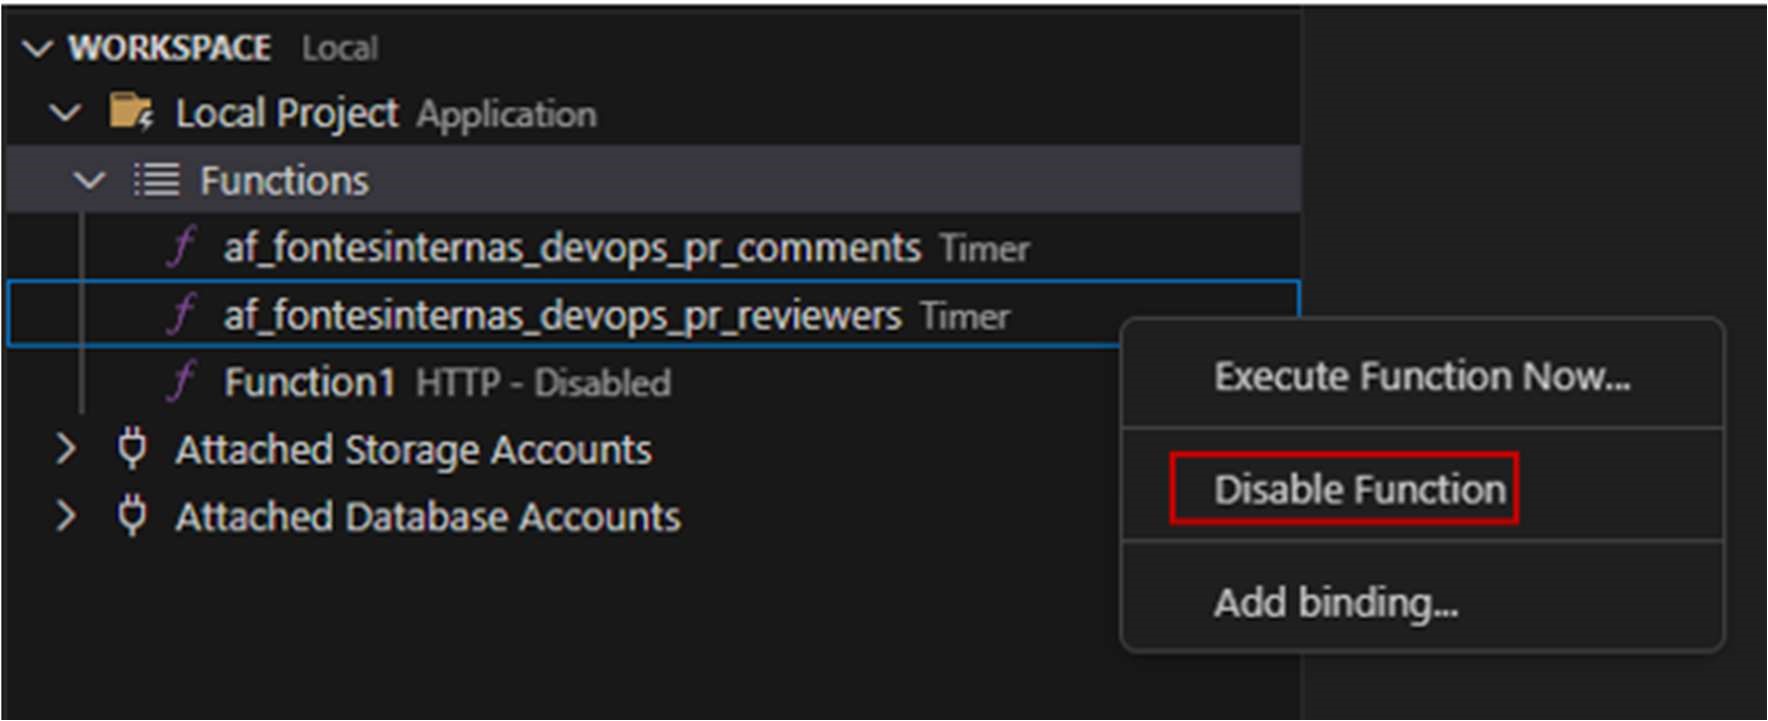 WORKSPACE Local
Local Project Application
Functions
af_fontesinternas_devops_pr_comments Timer
af_fontesinternas_devops_pr_reviewers Timer
Function1 HTTP - Disabled
Attached Storage Accounts
Attached Database Accounts
Execute Function Now...
Disable Function
Add binding...